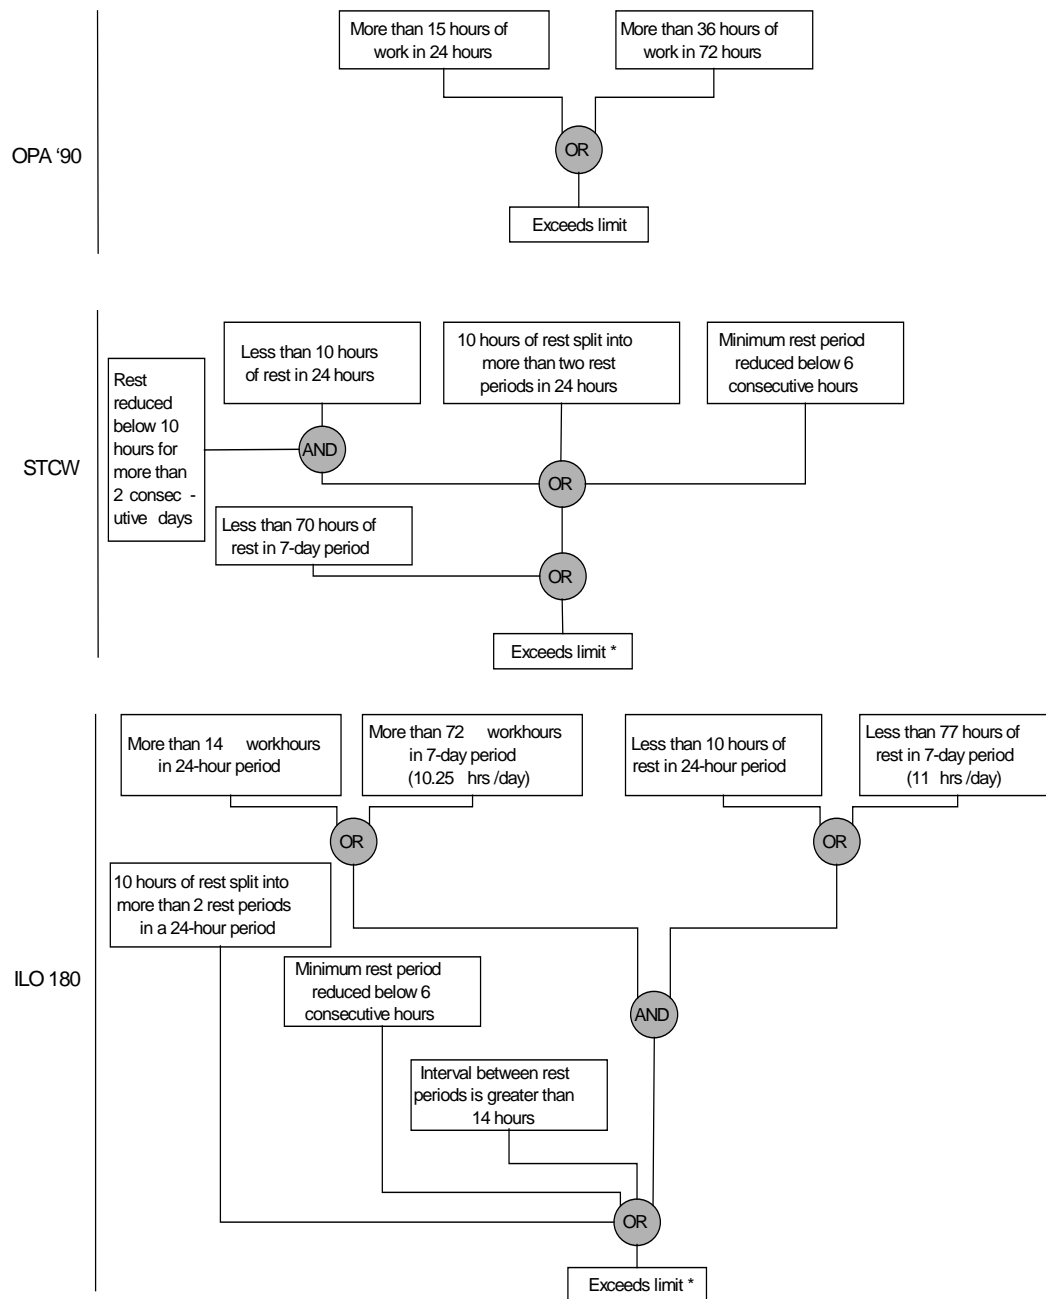 More than 15 hours of
work in 24 hours
More than 36 hours of
work in 72 hours
OPA ‘90
OR
Exceeds limit
STCW
Rest
reduced
below 10
hours for
more than
2 consec -
utive days
Less than 10 hours
of rest in 24 hours
10 hours of rest split into
more than two rest
periods in 24 hours
Minimum rest period
reduced below 6
consecutive hours
AND
OR
Less than 70 hours of
rest in 7-day period
OR
Exceeds limit *
ILO 180
More than 14 workhours
in 24-hour period
More than 72 workhours
in 7-day period
(10.25 hrs /day)
Less than 10 hours of
rest in 24-hour period
Less than 77 hours of
rest in 7-day period
(11 hrs /day)
OR
OR
10 hours of rest split into
more than 2 rest periods
in a 24-hour period
Minimum rest period
reduced below 6
consecutive hours
AND
Interval between rest
periods is greater than
14 hours
OR
Exceeds limit *